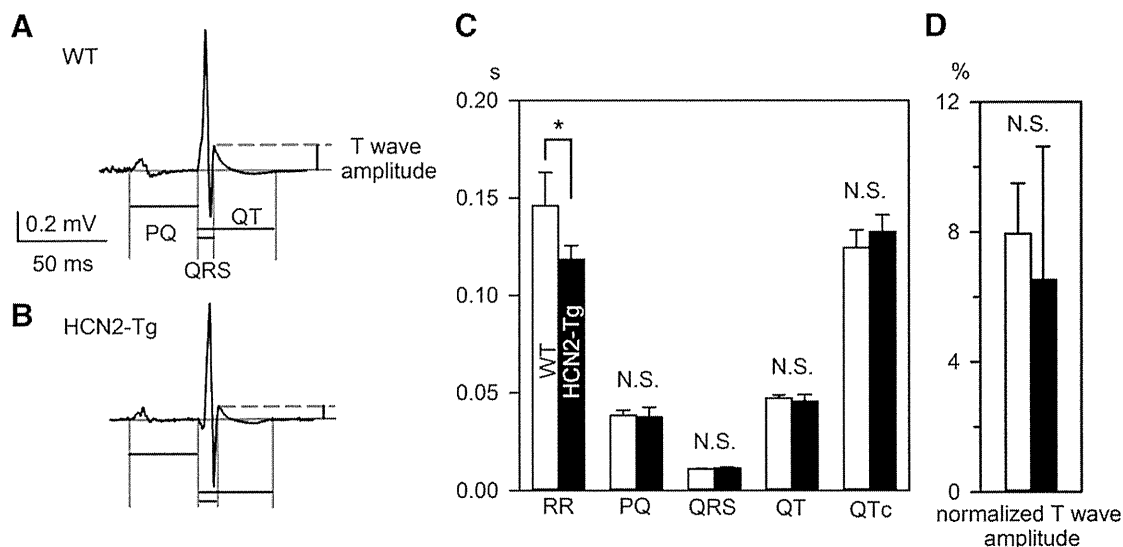 A
WT
T wave
amplitude
0.2 mV
50 ms
PQ
QT
QRS
B
HCN2-Tg
C
s
0.20
0.15
0.10
0.05
0.00
*
WT
HCN2-Tg
N.S.
N.S.
N.S.
N.S.
RR PQ QRS QT QTc
D
%
12
8
4
0
N.S.
normalized T wave
amplitude